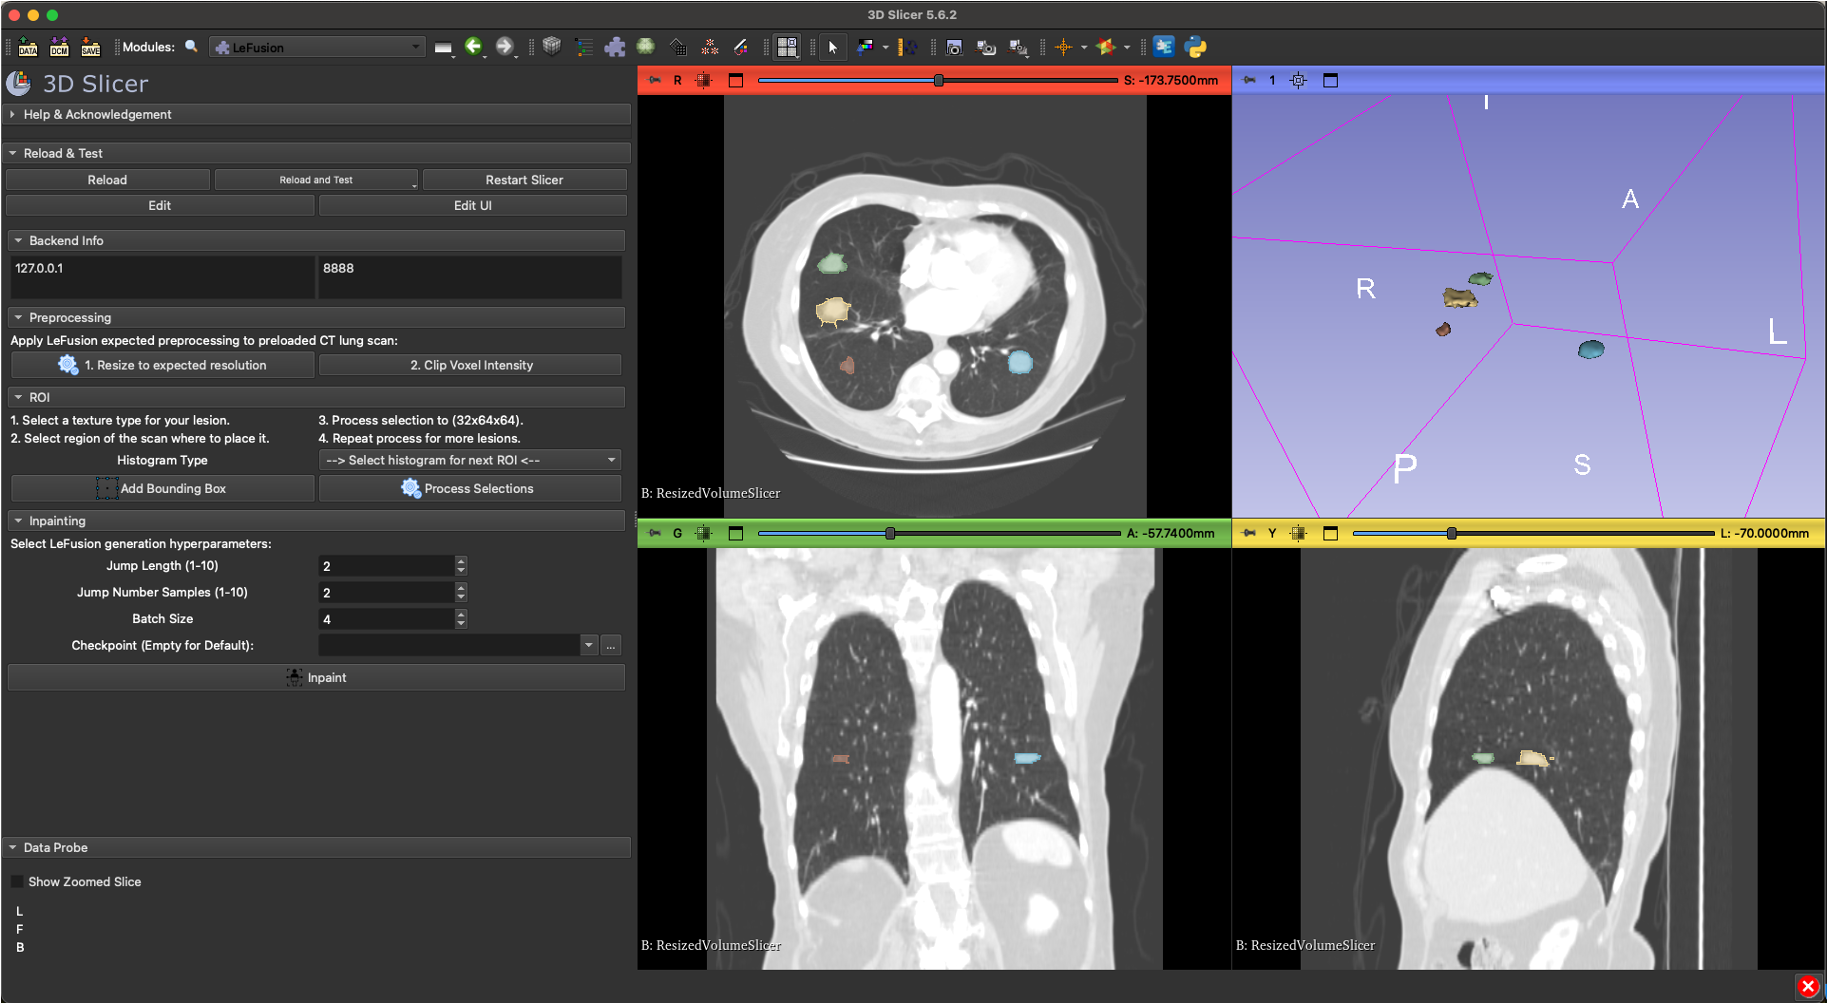 3D Slicer 5.6.2
DATA
DCM
SAVE
Modules:
LeFusion
3D Slicer
Help & Acknowledgement
Reload & Test
Reload
Reload and Test
Restart Slicer
Edit
Edit UI
Backend Info
127.0.0.1
8888
Preprocessing
Apply LeFusion expected preprocessing to preloaded CT lung scan:
1. Resize to expected resolution
2. Clip Voxel Intensity
ROI
1. Select a texture type for your lesion.
3. Process selection to (32x64x64).
2. Select region of the scan where to place it.
4. Repeat process for more lesions.
Histogram Type
--> Select histogram for next ROI <--
Add Bounding Box
Process Selections
Inpainting
Select LeFusion generation hyperparameters:
Jump Length (1-10)
2
Jump Number Samples (1-10)
2
Batch Size
4
Checkpoint (Empty for Default):
...
Inpaint
Data Probe
Show Zoomed Slice
L
F
B
R
S: -173.7500mm
B: ResizedVolumeSlicer
1
I
A
R
L
P
S
G
A: -57.7400mm
B: ResizedVolumeSlicer
Y
L: -70.0000mm
B: ResizedVolumeSlicer